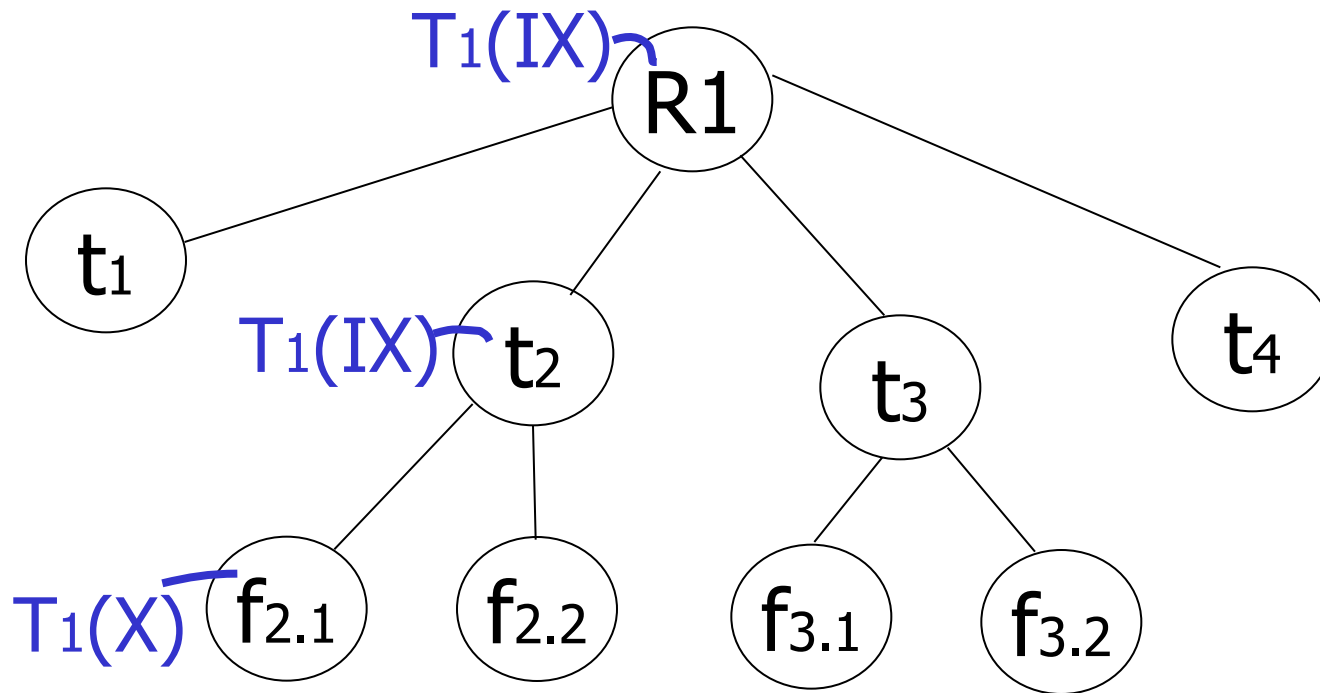 T1(IX)
R1
t1
T1(IX)
t2
t3
t4
T1(X)
f2.1
f2.2
f3.1
f3.2